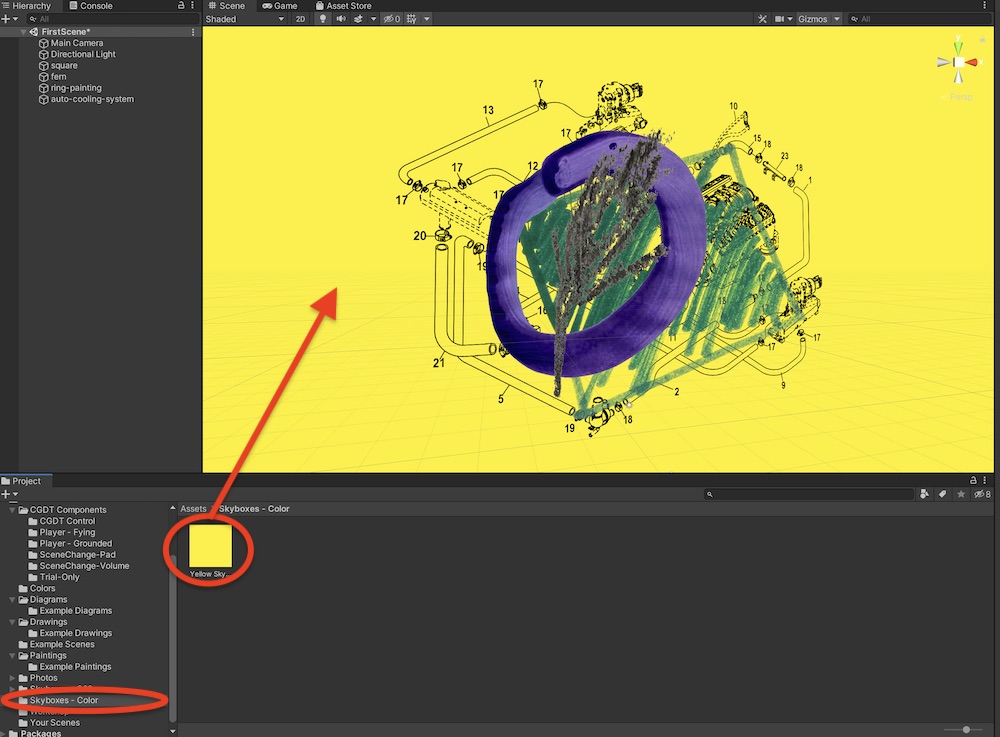 Hierarchy
Console
All
FirstScene*
Main Camera
Directional Light
square
fern
ring-painting
auto-cooling-system
Scene
Game
Asset Store
Shaded
2D
0
Gizmos
All
y
x
Persp
17
13
17
10
15
18
23
18
1
17
12
17
17
20
19
16
17
17
17
11
21
5
2
9
19
18
Project
8
CGDT Components
CGDT Control
Player - Fying
Player - Grounded
SceneChange-Pad
SceneChange-Volume
Trial-Only
Colors
Diagrams
Example Diagrams
Drawings
Example Drawings
Example Scenes
Paintings
Example Paintings
Photos
Skyboxes - Color
Your Scenes
Packages
Assets
Skyboxes - Color
Yellow Sky...